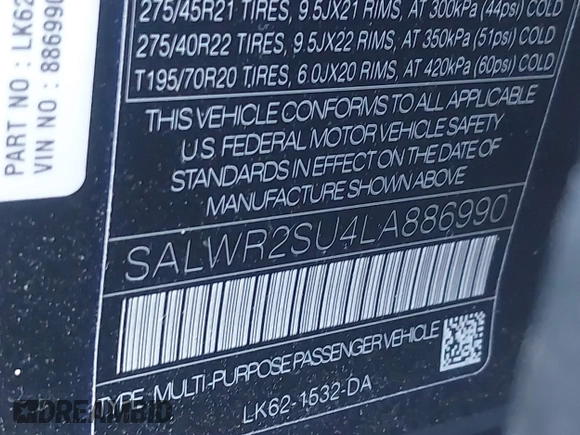 PART NO : LK62
VIN NO : 886990
275/45R21 TIRES, 9.5JX21 RIMS, AT 300kPa (44psi) COLD
275/40R22 TIRES, 9.5JX22 RIMS, AT 350kPa (51psi) COLD
T195/70R20 TIRES, 6.0JX20 RIMS, AT 420kPa (60psi) COLD
THIS VEHICLE CONFORMS TO ALL APPLICABLE
U.S. FEDERAL MOTOR VEHICLE SAFETY
STANDARDS IN EFFECT ON THE DATE OF
MANUFACTURE SHOWN ABOVE
SALWR2SU4LA886990
TYPE: MULTI-PURPOSE PASSENGER VEHICLE
LK62-1532-DA
DREAMBID